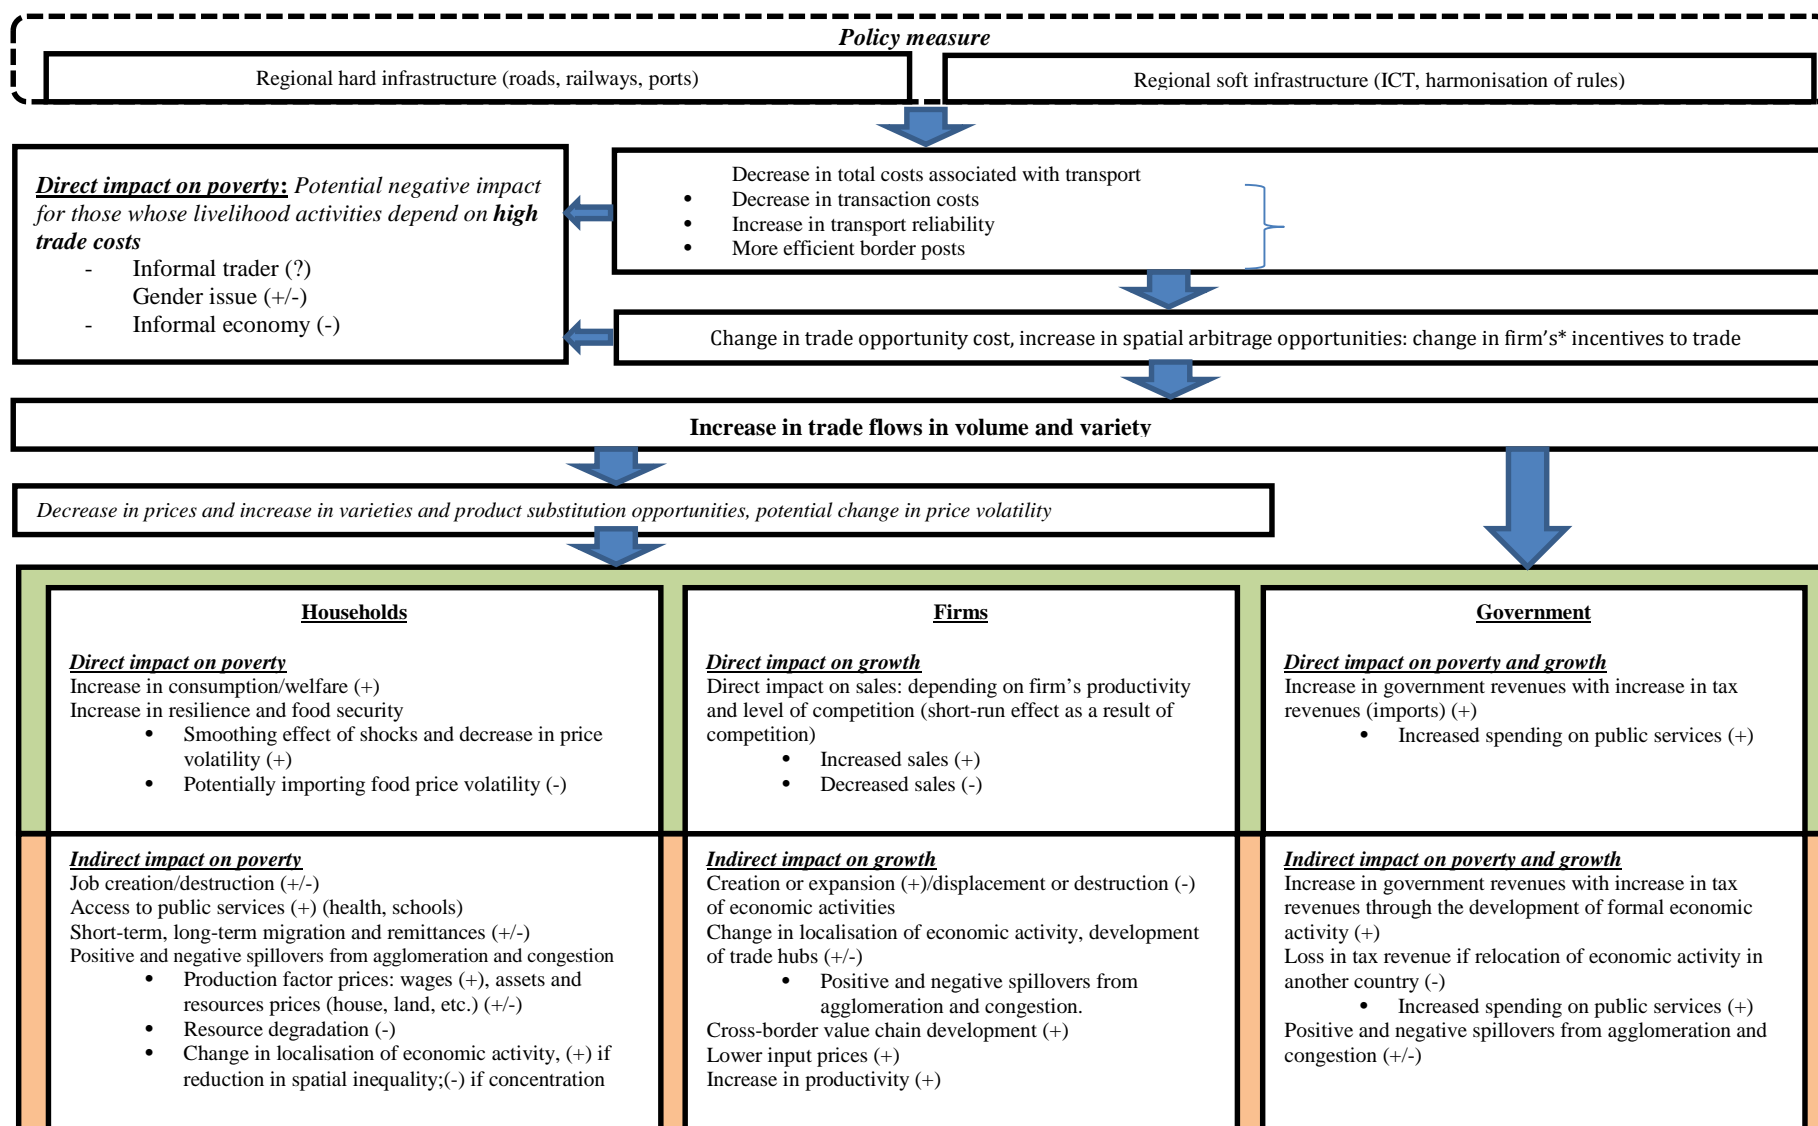 Policy measure
Regional hard infrastructure (roads, railways, ports)
Regional soft infrastructure (ICT, harmonisation of rules)
Direct impact on poverty: Potential negative impact
for those whose livelihood activities depend on high
trade costs
- Informal trader (?)
Gender issue (+/-)
- Informal economy (-)
Decrease in total costs associated with transport
• Decrease in transaction costs
• Increase in transport reliability
• More efficient border posts
Change in trade opportunity cost, increase in spatial arbitrage opportunities: change in firm's* incentives to trade
Increase in trade flows in volume and variety
Decrease in prices and increase in varieties and product substitution opportunities, potential change in price volatility
Households
Direct impact on poverty
Increase in consumption/welfare (+)
Increase in resilience and food security
• Smoothing effect of shocks and decrease in price
volatility (+)
• Potentially importing food price volatility (-)
Firms
Direct impact on growth
Direct impact on sales: depending on firm's productivity
and level of competition (short-run effect as a result of
competition)
• Increased sales (+)
• Decreased sales (-)
Government
Direct impact on poverty and growth
Increase in government revenues with increase in tax
revenues (imports) (+)
• Increased spending on public services (+)
Indirect impact on poverty
Job creation/destruction (+/-)
Access to public services (+) (health, schools)
Short-term, long-term migration and remittances (+/-)
Positive and negative spillovers from agglomeration and congestion
• Production factor prices: wages (+), assets and
resources prices (house, land, etc.) (+/-)
• Resource degradation (-)
• Change in localisation of economic activity, (+) if
reduction in spatial inequality;(-) if concentration
Indirect impact on growth
Creation or expansion (+)/displacement or destruction (-)
of economic activities
Change in localisation of economic activity, development
of trade hubs (+/-)
• Positive and negative spillovers from
agglomeration and congestion.
Cross-border value chain development (+)
Lower input prices (+)
Increase in productivity (+)
Indirect impact on poverty and growth
Increase in government revenues with increase in tax
revenues through the development of formal economic
activity (+)
Loss in tax revenue if relocation of economic activity in
another country (-)
• Increased spending on public services (+)
Positive and negative spillovers from agglomeration and
congestion (+/-)